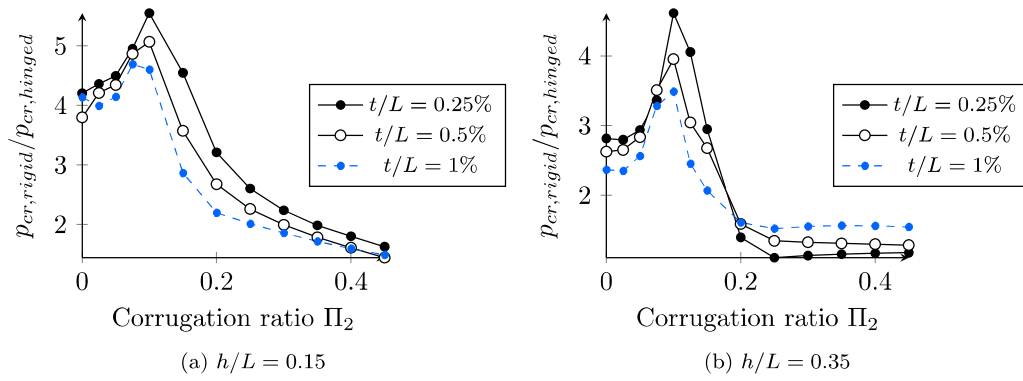 p_{cr,rigid}/p_{cr,hinged}
5
4
3
2
0 0.2 0.4
Corrugation ratio Π₂
t/L = 0.25%
t/L = 0.5%
t/L = 1%
(a) h/L = 0.15
p_{cr,rigid}/p_{cr,hinged}
4
3
2
0 0.2 0.4
Corrugation ratio Π₂
t/L = 0.25%
t/L = 0.5%
t/L = 1%
(b) h/L = 0.35